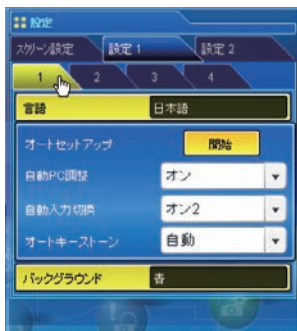 設定
スクリーン設定 設定 1 設定 2
1 2 3 4
言語 日本語
オートセットアップ 開始
自動PC調整 オン
自動入力切換 オン2
オートキーストーン 自動
バックグラウンド 青